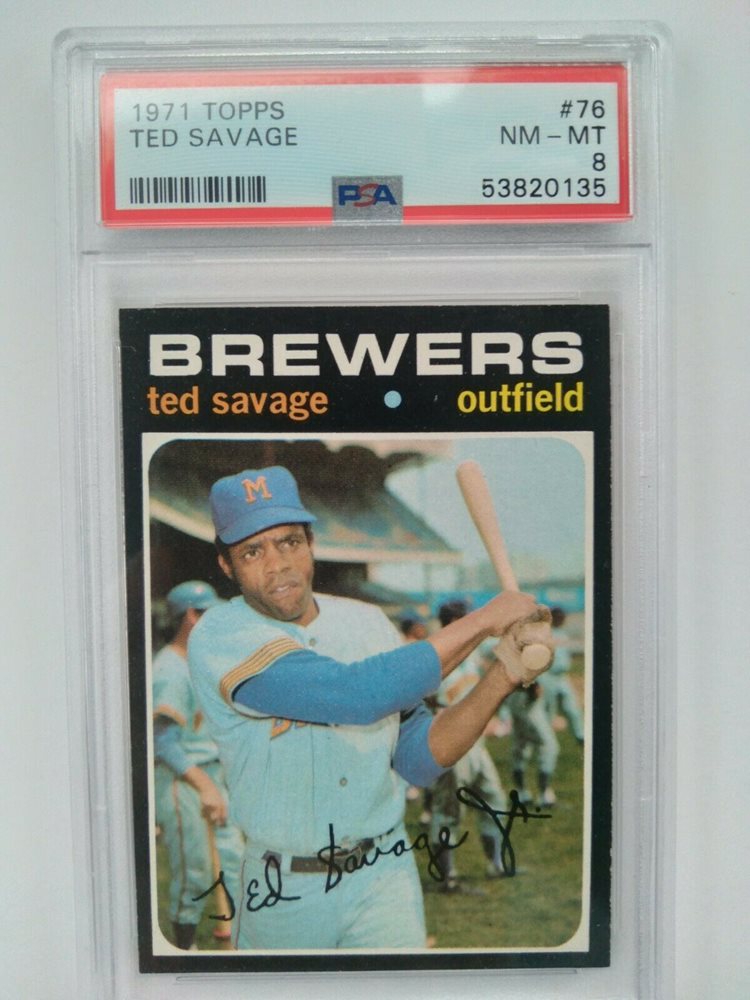 1971 TOPPS #76
TED SAVAGE NM - MT
8
PSA 53820135
BREWERS
ted savage • outfield
M
Ted Savage Jr.